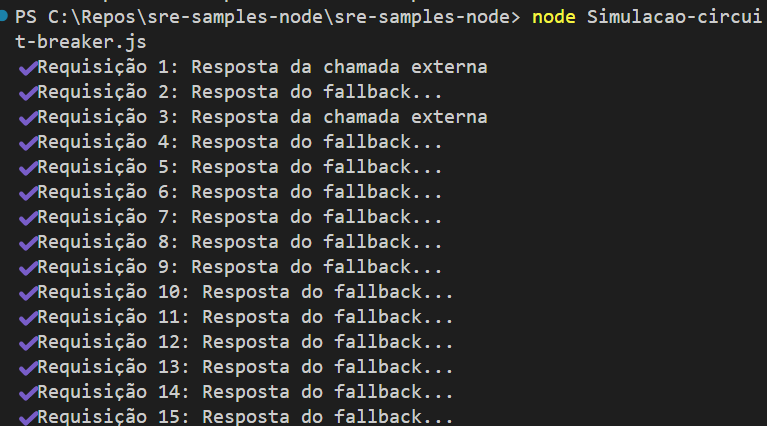 PS C:\Repos\sre-samples-node\sre-samples-node> node Simulacao-circui
t-breaker.js
✔Requisição 1: Resposta da chamada externa
✔Requisição 2: Resposta do fallback...
✔Requisição 3: Resposta da chamada externa
✔Requisição 4: Resposta do fallback...
✔Requisição 5: Resposta do fallback...
✔Requisição 6: Resposta do fallback...
✔Requisição 7: Resposta do fallback...
✔Requisição 8: Resposta do fallback...
✔Requisição 9: Resposta do fallback...
✔Requisição 10: Resposta do fallback...
✔Requisição 11: Resposta do fallback...
✔Requisição 12: Resposta do fallback...
✔Requisição 13: Resposta do fallback...
✔Requisição 14: Resposta do fallback...
✔Requisição 15: Resposta do fallback...